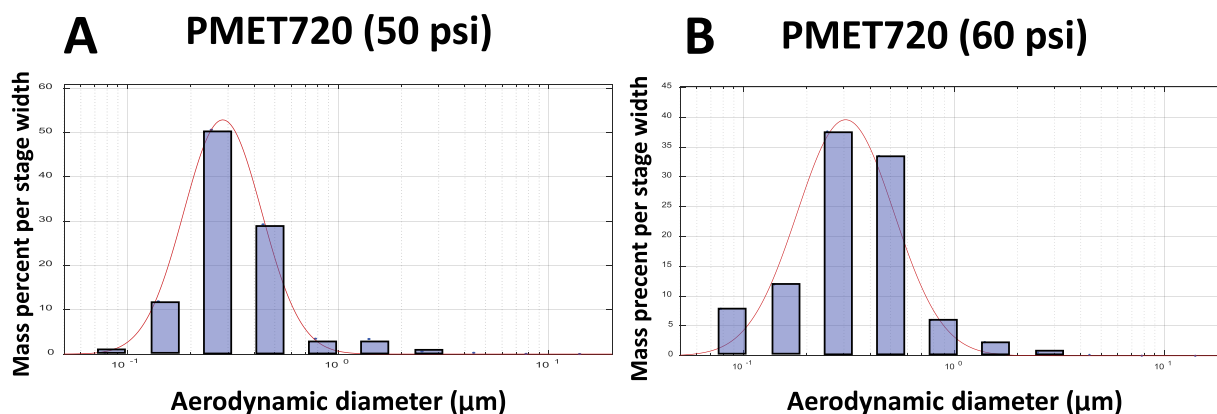 A PMET720 (50 psi)
Mass percent per stage width
60
50
40
30
20
10
0
10⁻¹ 10⁰ 10¹
Aerodynamic diameter (μm)
B PMET720 (60 psi)
Mass precent per stage width
45
40
35
30
25
20
15
10
5
0
10⁻¹ 10⁰ 10¹
Aerodynamic diameter (μm)